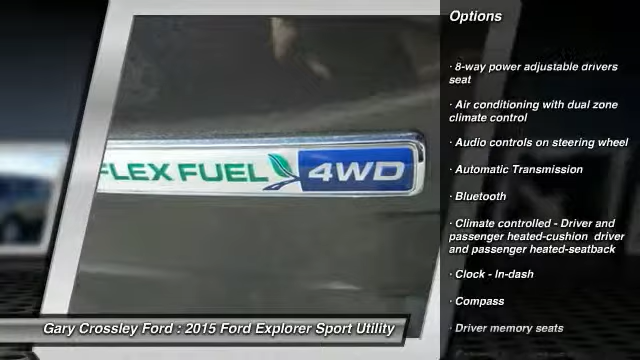 Options
FLEX FUEL 4WD
· 8-way power adjustable drivers
seat
· Air conditioning with dual zone
climate control
· Audio controls on steering wheel
· Automatic Transmission
· Bluetooth
· Climate controlled - Driver and
passenger heated-cushion driver
and passenger heated-seatback
· Clock - In-dash
· Compass
· Driver memory seats
Gary Crossley Ford : 2015 Ford Explorer Sport Utility